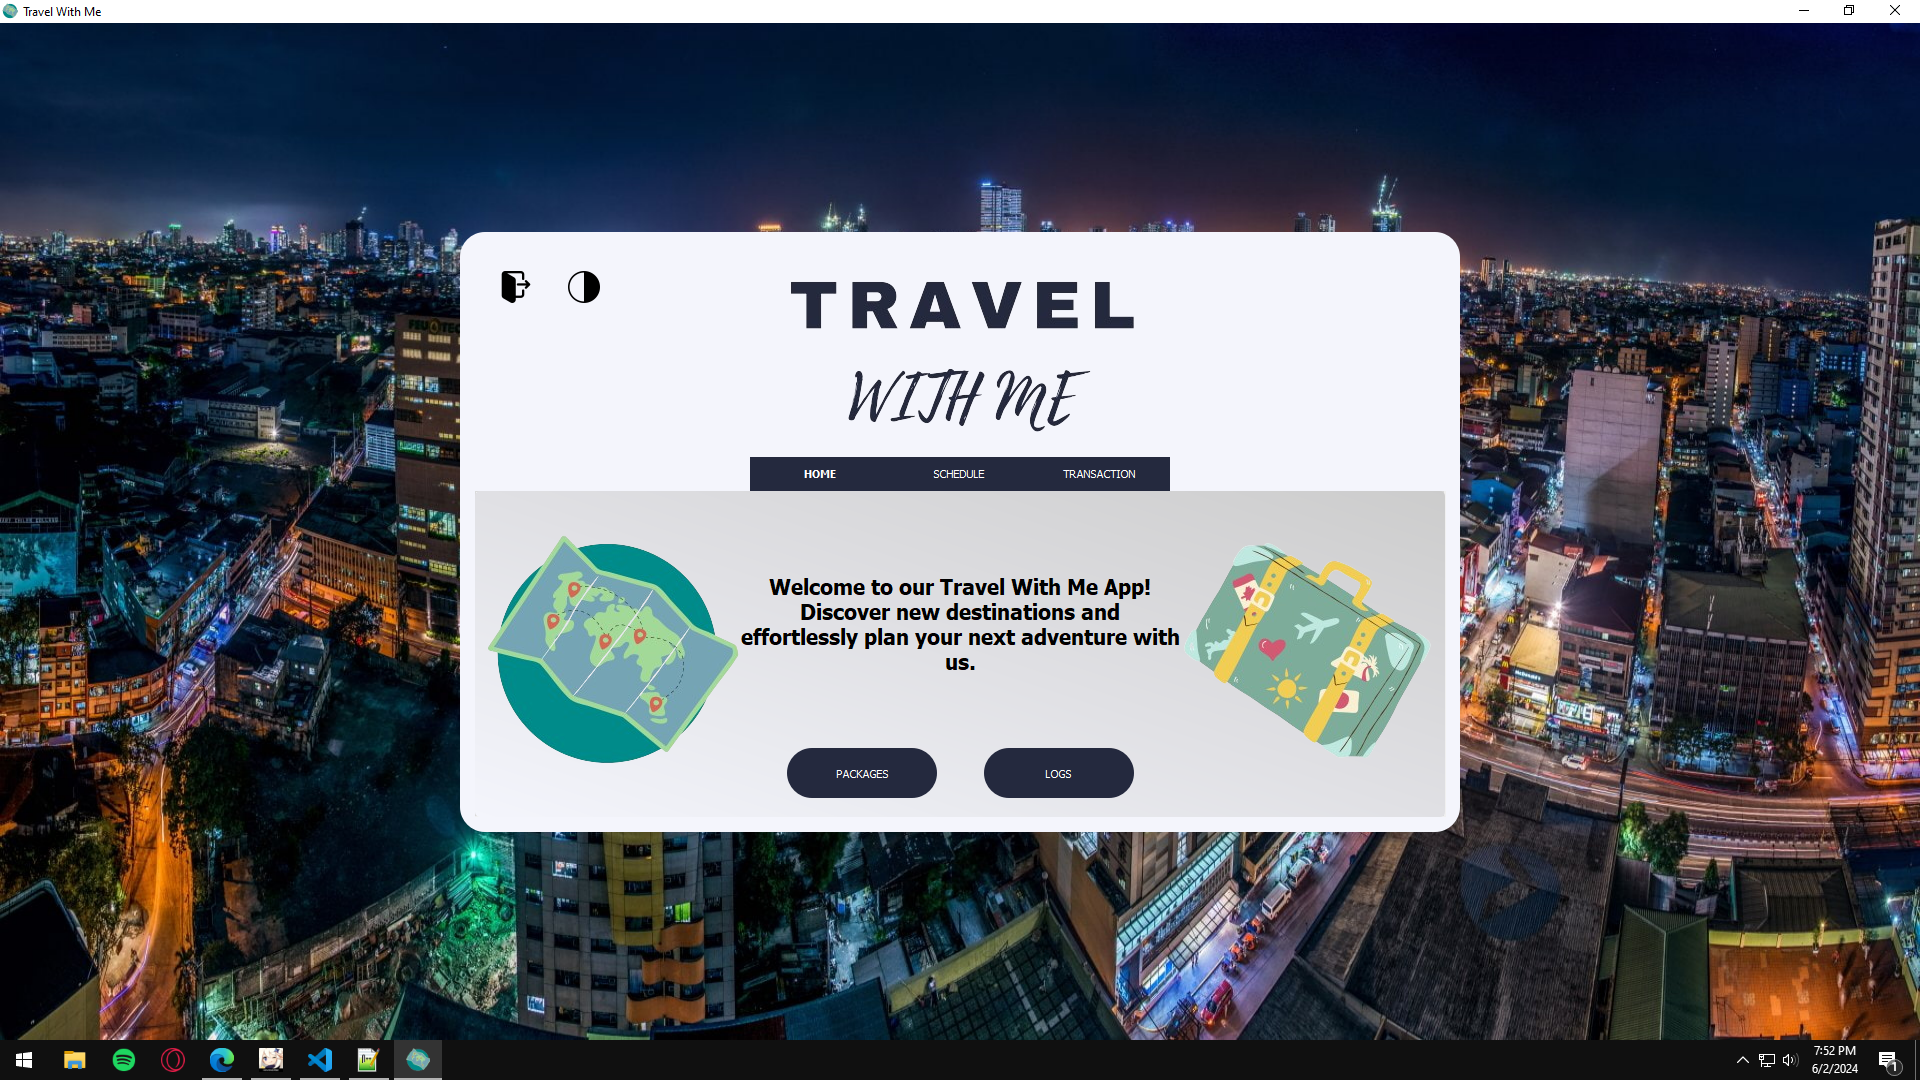 Travel With Me
TRAVEL
WITH ME
HOME
SCHEDULE
TRANSACTION
Welcome to our Travel With Me App!
Discover new destinations and
effortlessly plan your next adventure with
us.
PACKAGES
LOGS
7:52 PM
6/2/2024
1